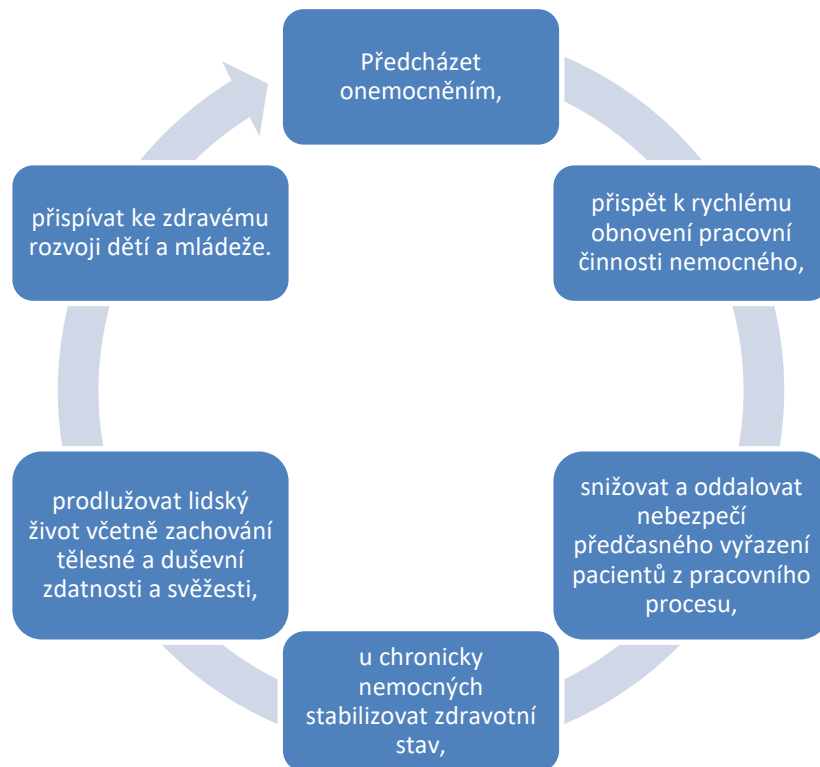 Předcházet
onemocněním,
přispět k rychlému
obnovení pracovní
činnosti nemocného,
snižovat a oddalovat
nebezpečí
předčasného vyřazení
pacientů z pracovního
procesu,
u chronicky
nemocných
stabilizovat zdravotní
stav,
prodlužovat lidský
život včetně zachování
tělesné a duševní
zdatnosti a svěžesti,
přispívat ke zdravému
rozvoji dětí a mládeže.